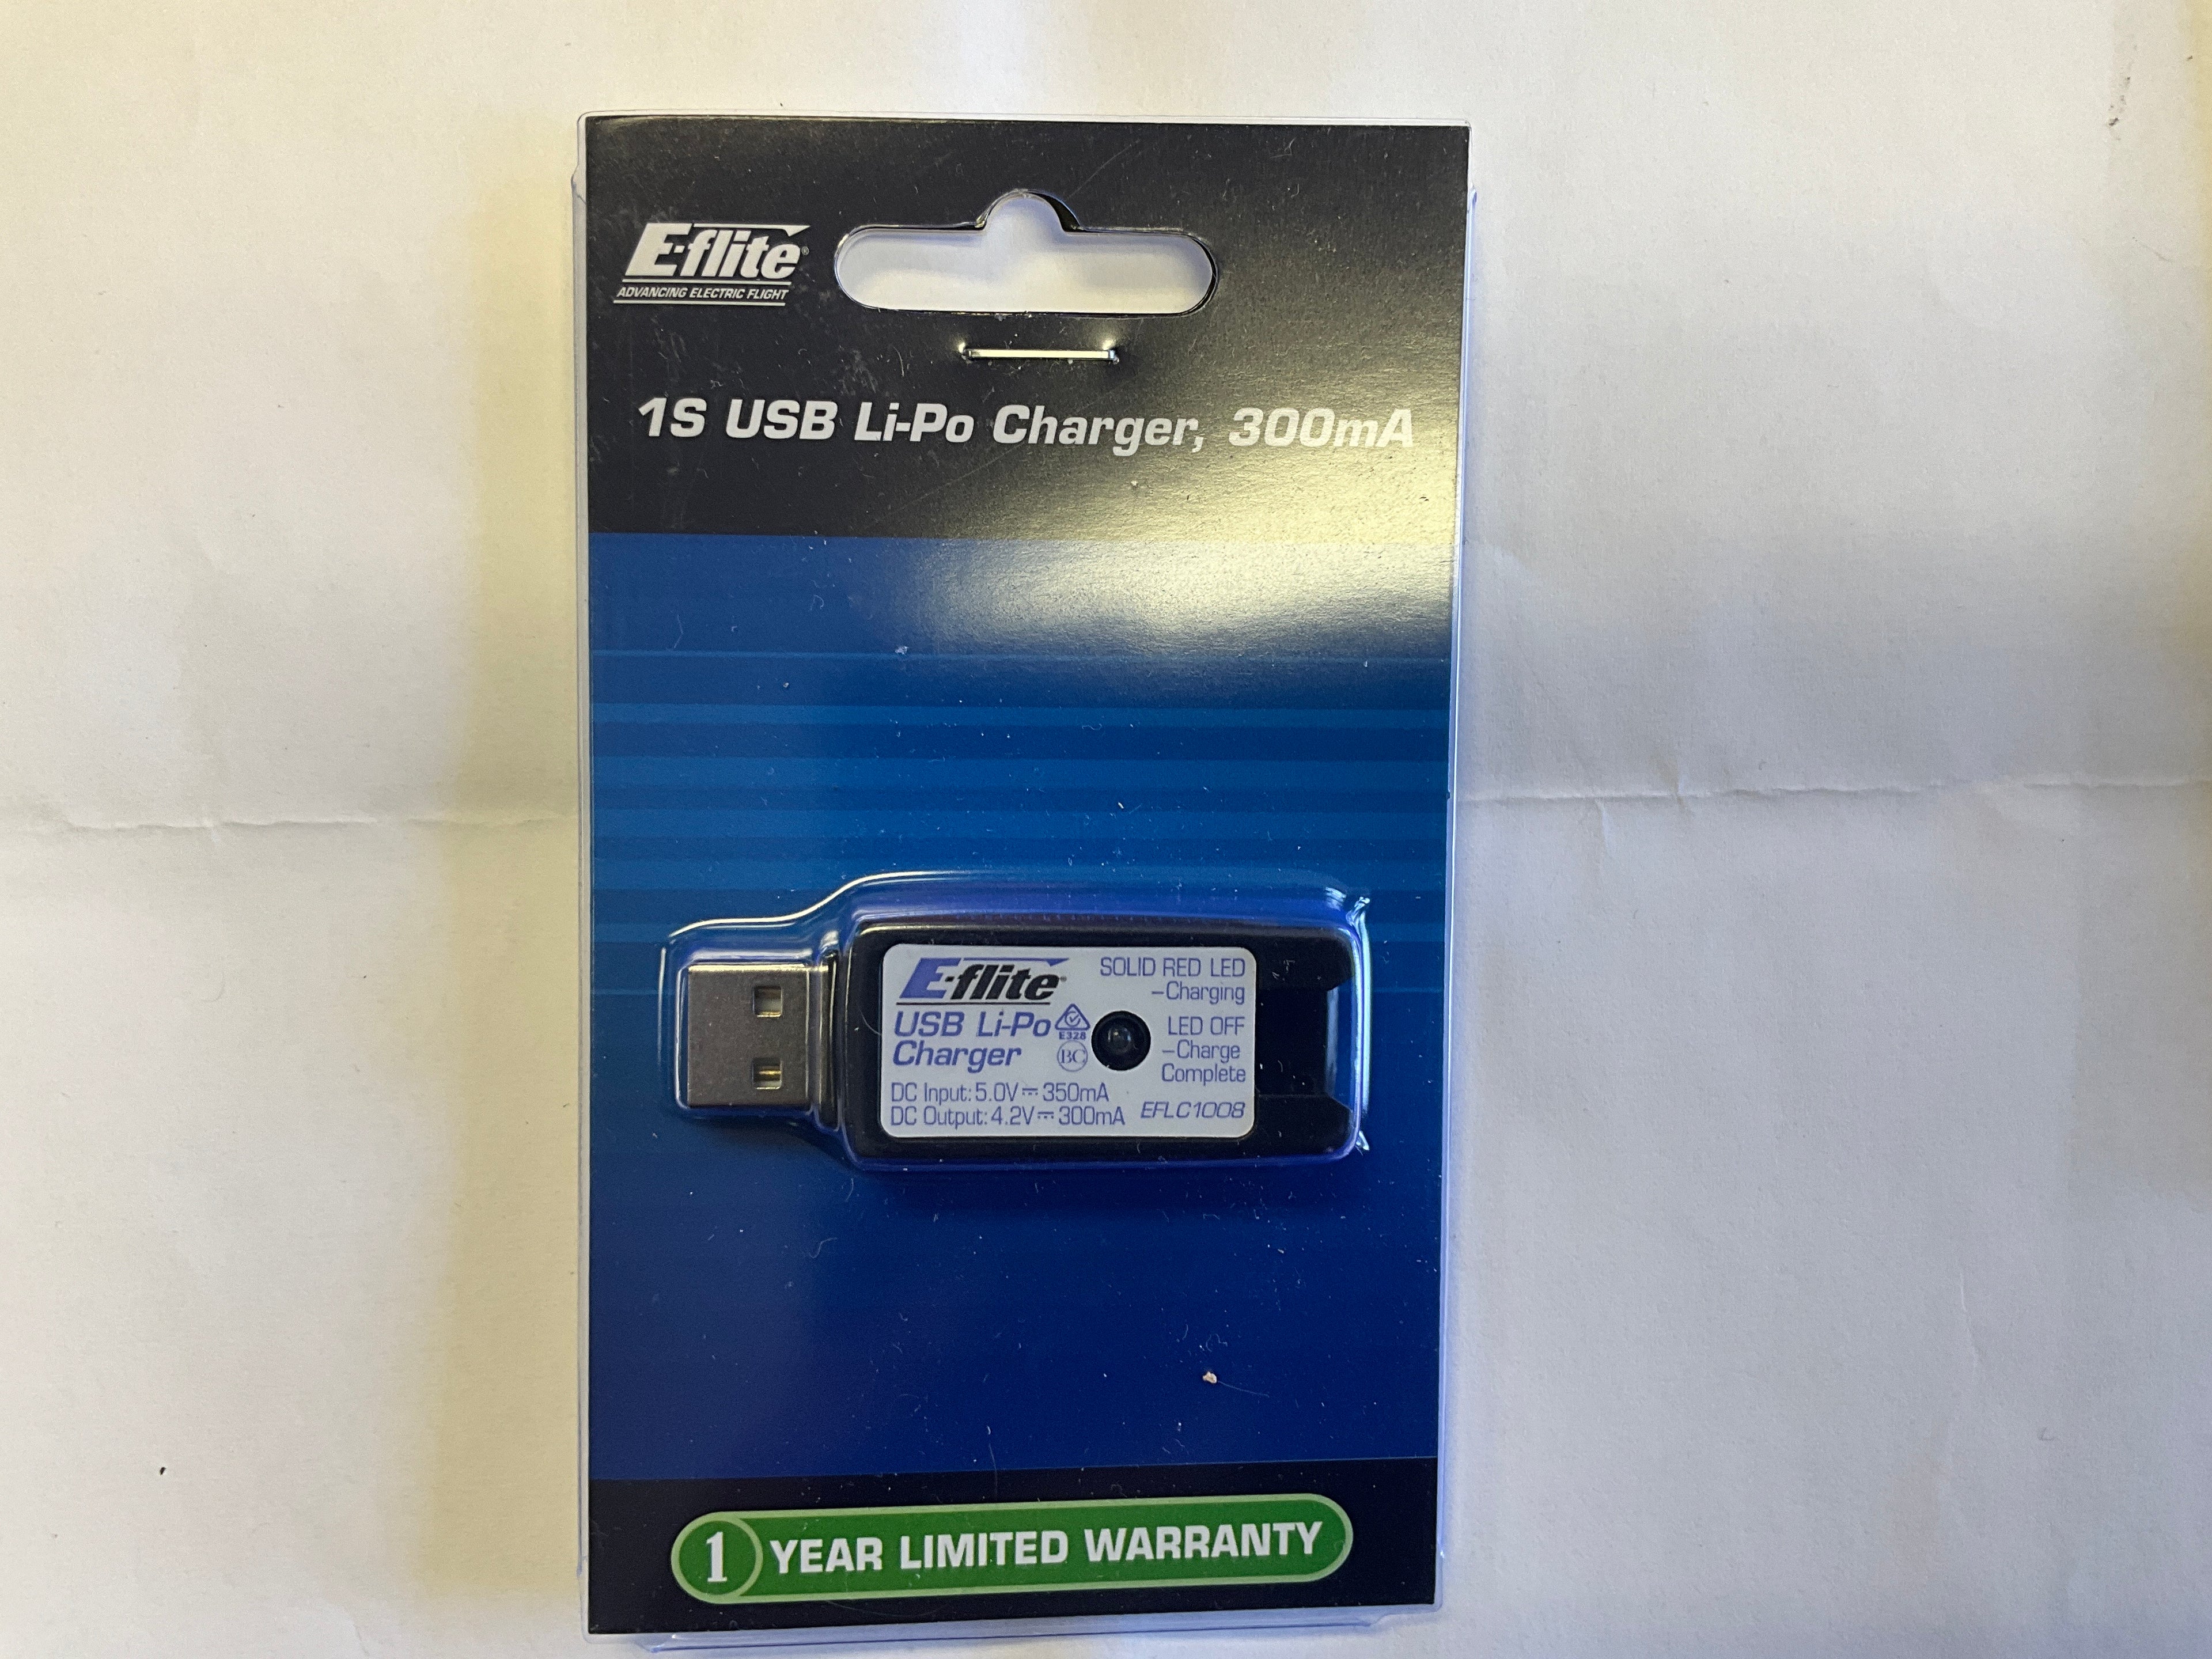 E-flite®
ADVANCING ELECTRIC FLIGHT
1S USB Li-Po Charger, 300mA
E-flite®
USB Li-Po
Charger
E328
BC
SOLID RED LED
–Charging
LED OFF
–Charge
Complete
DC Input: 5.0V⎓350mA
DC Output: 4.2V⎓300mA
EFLC1008
1 YEAR LIMITED WARRANTY